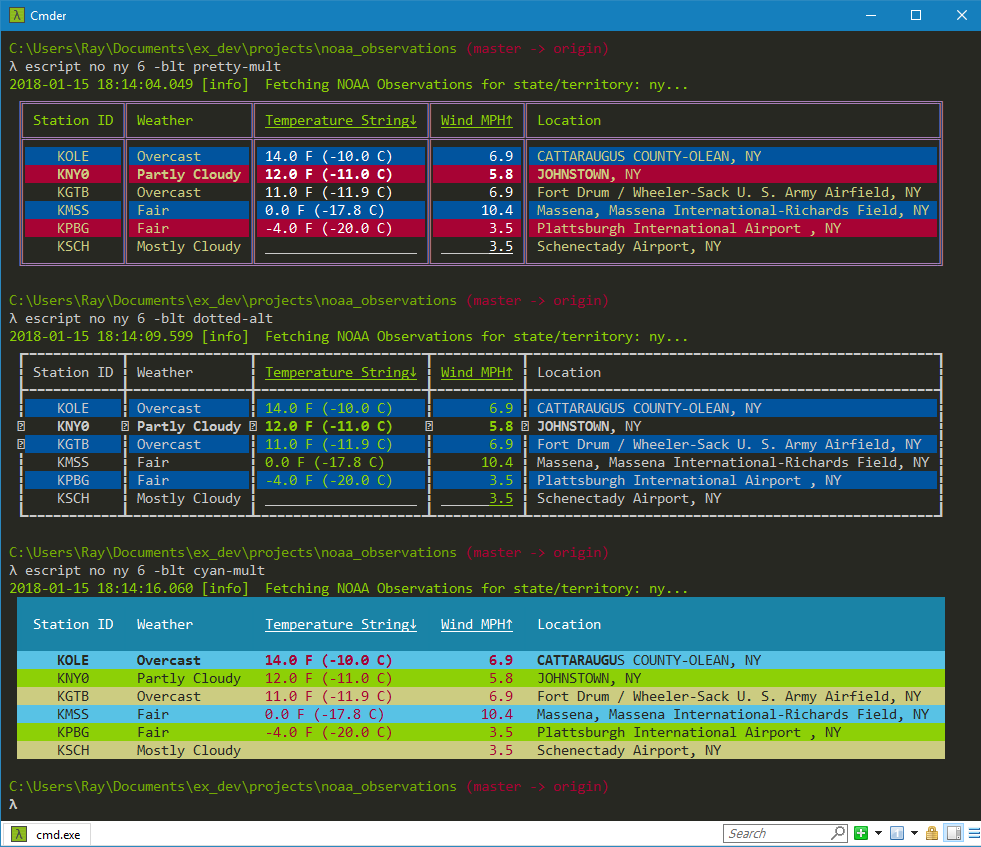 Cmder
C:\Users\Ray\Documents\ex_dev\projects\noaa_observations (master -> origin)
λ escript no ny 6 -blt pretty-mult
2018-01-15 18:14:04.049 [info]  Fetching NOAA Observations for state/territory: ny...
Station ID Weather Temperature String↓ Wind MPH↑ Location
KOLE Overcast 14.0 F (-10.0 C) 6.9 CATTARAUGUS COUNTY-OLEAN, NY
KNY0 Partly Cloudy 12.0 F (-11.0 C) 5.8 JOHNSTOWN, NY
KGTB Overcast 11.0 F (-11.9 C) 6.9 Fort Drum / Wheeler-Sack U. S. Army Airfield, NY
KMSS Fair 0.0 F (-17.8 C) 10.4 Massena, Massena International-Richards Field, NY
KPBG Fair -4.0 F (-20.0 C) 3.5 Plattsburgh International Airport , NY
KSCH Mostly Cloudy 3.5 Schenectady Airport, NY
C:\Users\Ray\Documents\ex_dev\projects\noaa_observations (master -> origin)
λ escript no ny 6 -blt dotted-alt
2018-01-15 18:14:09.599 [info]  Fetching NOAA Observations for state/territory: ny...
Station ID Weather Temperature String↓ Wind MPH↑ Location
KOLE Overcast 14.0 F (-10.0 C) 6.9 CATTARAUGUS COUNTY-OLEAN, NY
KNY0 Partly Cloudy 12.0 F (-11.0 C) 5.8 JOHNSTOWN, NY
KGTB Overcast 11.0 F (-11.9 C) 6.9 Fort Drum / Wheeler-Sack U. S. Army Airfield, NY
KMSS Fair 0.0 F (-17.8 C) 10.4 Massena, Massena International-Richards Field, NY
KPBG Fair -4.0 F (-20.0 C) 3.5 Plattsburgh International Airport , NY
KSCH Mostly Cloudy 3.5 Schenectady Airport, NY
C:\Users\Ray\Documents\ex_dev\projects\noaa_observations (master -> origin)
λ escript no ny 6 -blt cyan-mult
2018-01-15 18:14:16.060 [info]  Fetching NOAA Observations for state/territory: ny...
Station ID Weather Temperature String↓ Wind MPH↑ Location
KOLE Overcast 14.0 F (-10.0 C) 6.9 CATTARAUGUS COUNTY-OLEAN, NY
KNY0 Partly Cloudy 12.0 F (-11.0 C) 5.8 JOHNSTOWN, NY
KGTB Overcast 11.0 F (-11.9 C) 6.9 Fort Drum / Wheeler-Sack U. S. Army Airfield, NY
KMSS Fair 0.0 F (-17.8 C) 10.4 Massena, Massena International-Richards Field, NY
KPBG Fair -4.0 F (-20.0 C) 3.5 Plattsburgh International Airport , NY
KSCH Mostly Cloudy 3.5 Schenectady Airport, NY
C:\Users\Ray\Documents\ex_dev\projects\noaa_observations (master -> origin)
λ
λ cmd.exe Search